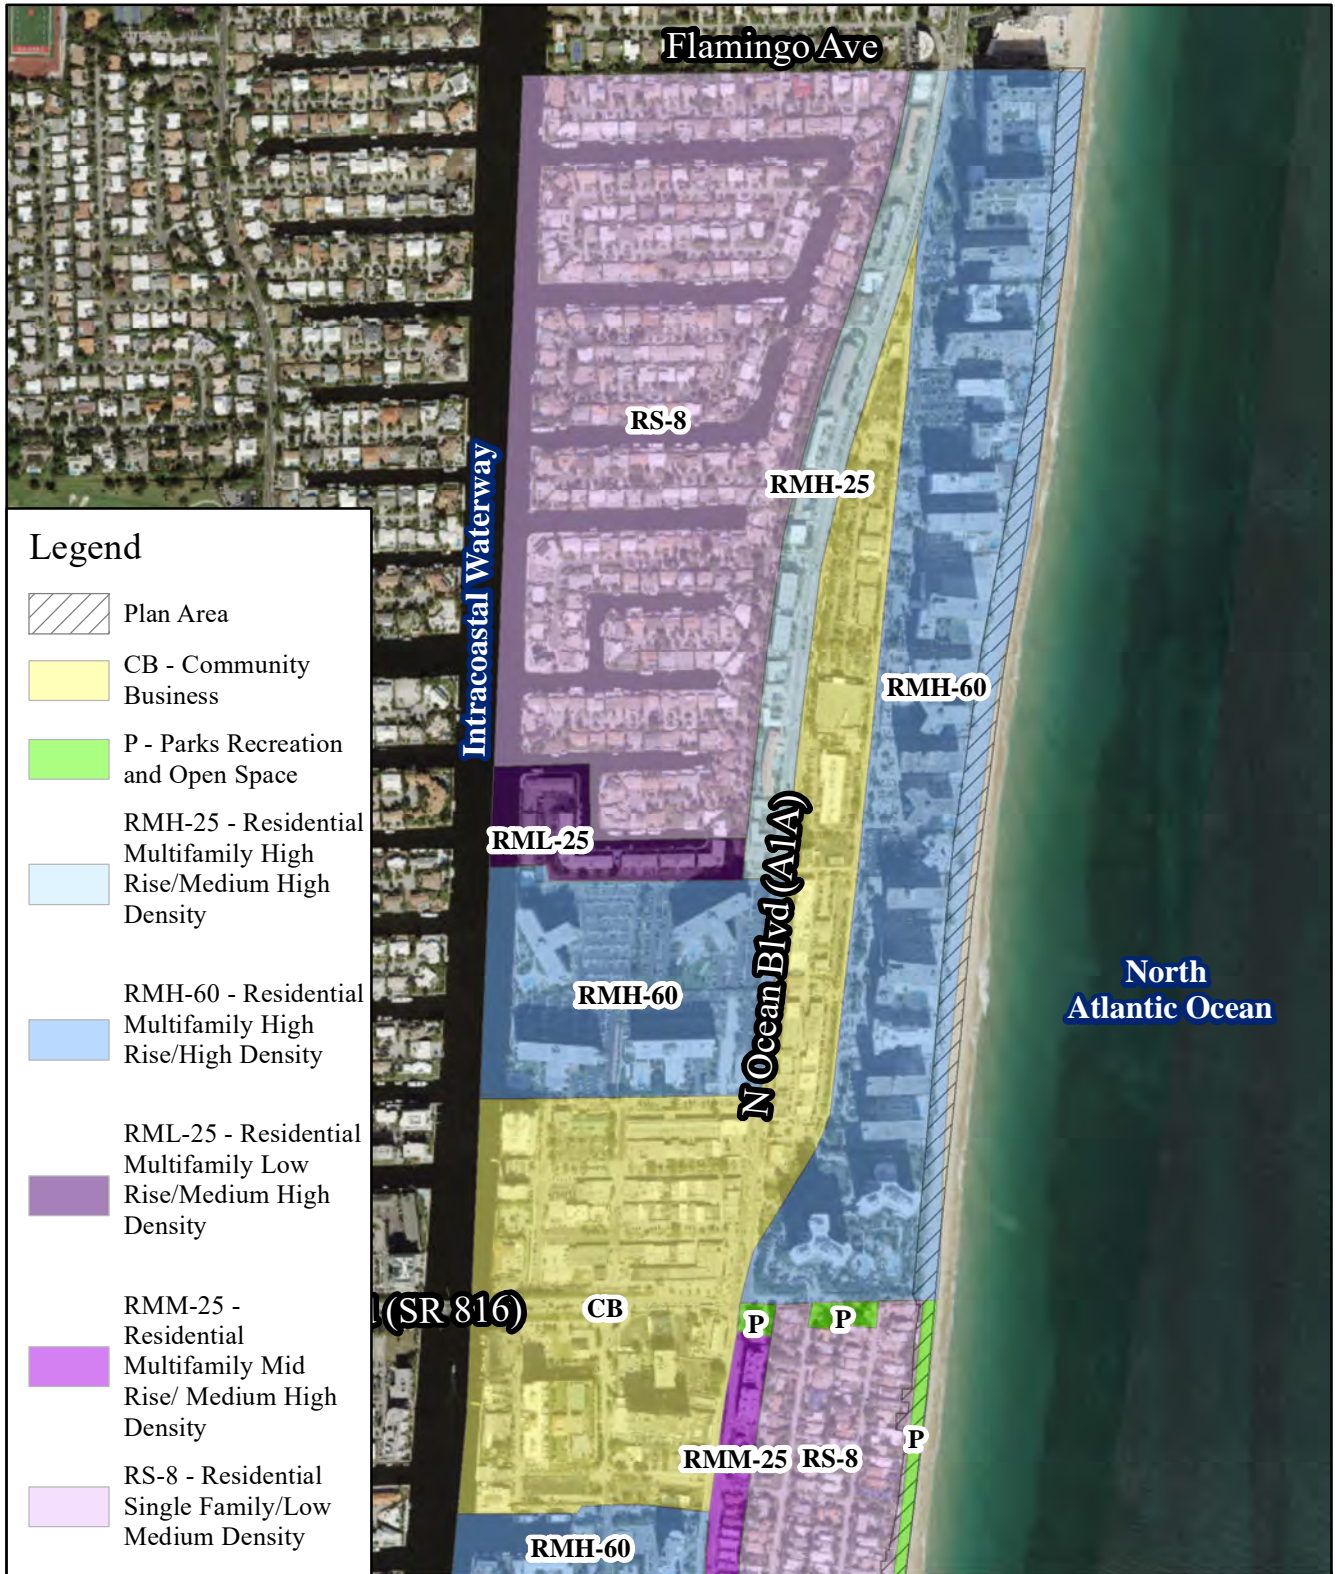 Flamingo Ave
RS-8
RMH-25
Intracoastal Waterway
RMH-60
RML-25
N Ocean Blvd (A1A)
RMH-60
North
Atlantic Ocean
(SR 816)
CB
P
P
P
RMM-25
RS-8
RMH-60
Legend
Plan Area
CB - Community
Business
P - Parks Recreation
and Open Space
RMH-25 - Residential
Multifamily High
Rise/Medium High
Density
RMH-60 - Residential
Multifamily High
Rise/High Density
RML-25 - Residential
Multifamily Low
Rise/Medium High
Density
RMM-25 -
Residential
Multifamily Mid
Rise/ Medium High
Density
RS-8 - Residential
Single Family/Low
Medium Density